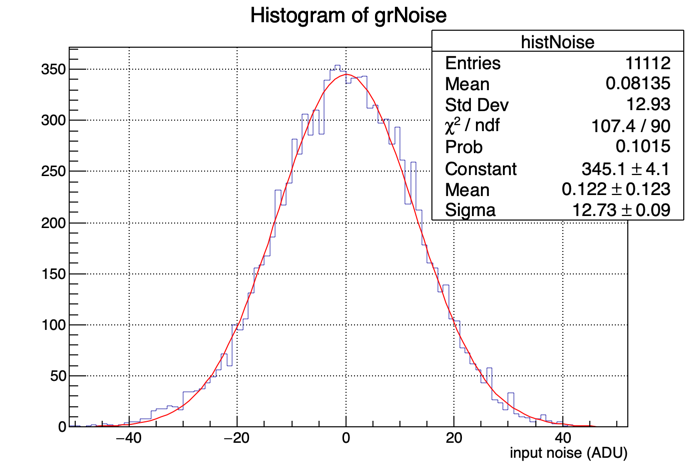 Histogram of grNoise
histNoise
Entries 11112
Mean 0.08135
Std Dev 12.93
χ² / ndf 107.4 / 90
Prob 0.1015
Constant 345.1 ± 4.1
Mean 0.122 ± 0.123
Sigma 12.73 ± 0.09
350
300
250
200
150
100
50
0
−40 −20 0 20 40
input noise (ADU)